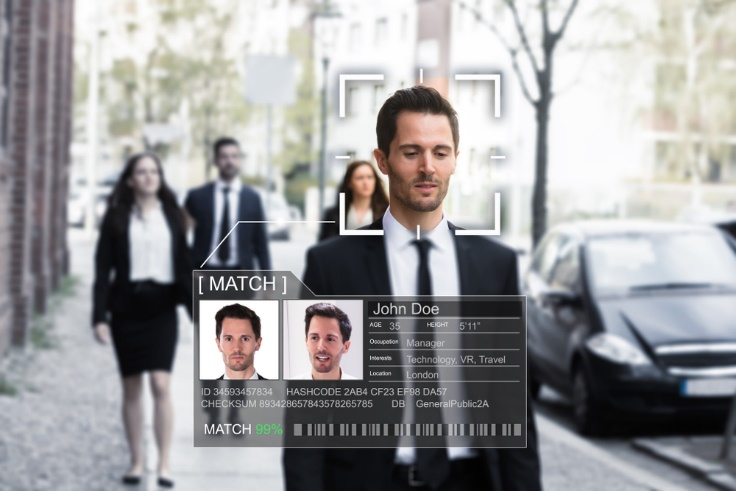 [ MATCH ]
John Doe
AGE 35 HEIGHT 5'11"
Occupation Manager
Interests Technology, VR, Travel
Location London
ID 34593457834 HASHCODE 2AB4 CF23 EF98 DA57
CHECKSUM 893428657843578265785 DB GeneralPublic2A
MATCH 99%